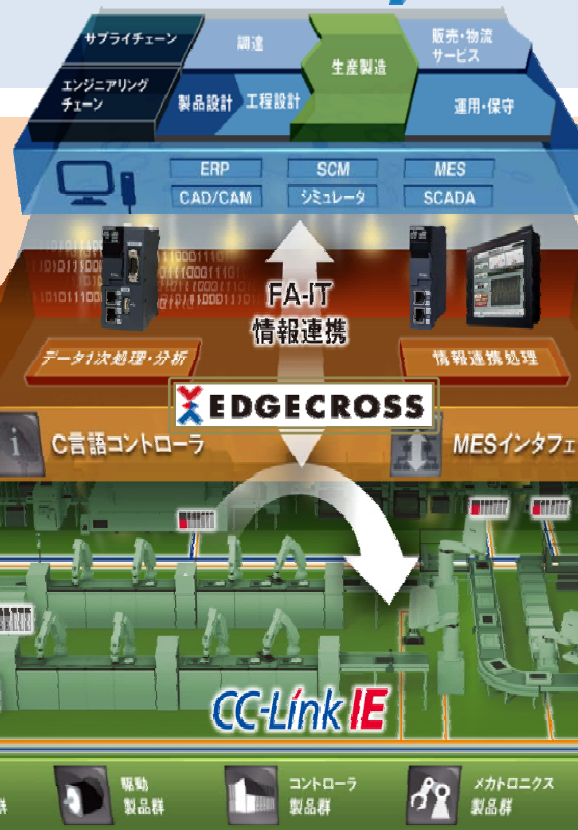 サプライチェーン
調達
生産製造
販売・物流
サービス
エンジニアリング
チェーン
製品設計
工程設計
運用・保守
ERP
SCM
MES
CAD/CAM
シミュレータ
SCADA
FA-IT
情報連携
データ1次処理・分析
情報連携処理
EDGECROSS
C言語コントローラ
MESインタフェ
CC-Link IE
群
駆動
製品群
コントローラ
製品群
メカトロニクス
製品群